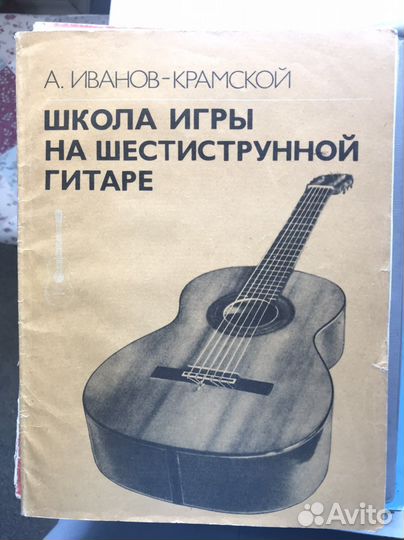 А. ИВАНОВ-КРАМСКОЙ
ШКОЛА ИГРЫ
НА ШЕСТИСТРУННОЙ
ГИТАРЕ
Avito